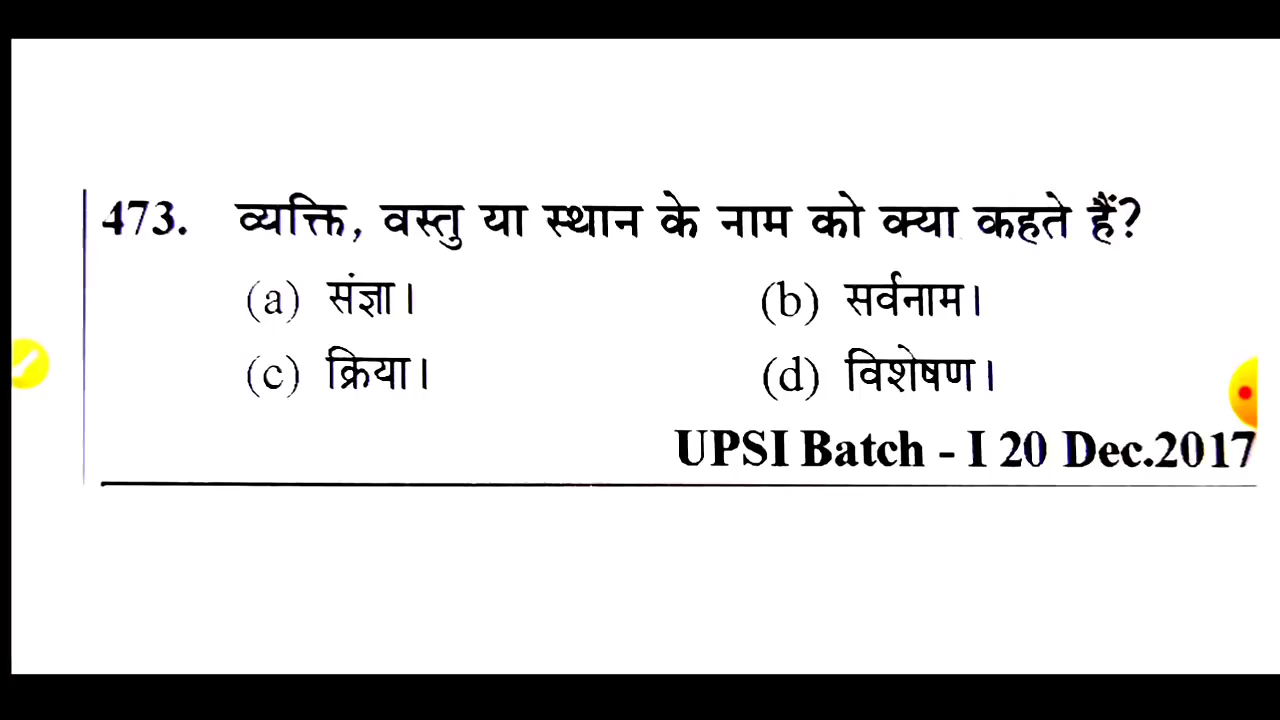 473. व्यक्ति, वस्तु या स्थान के नाम को क्या कहते हैं?
(a) संज्ञा। (b) सर्वनाम।
(c) क्रिया। (d) विशेषण।
UPSI Batch - I 20 Dec.2017